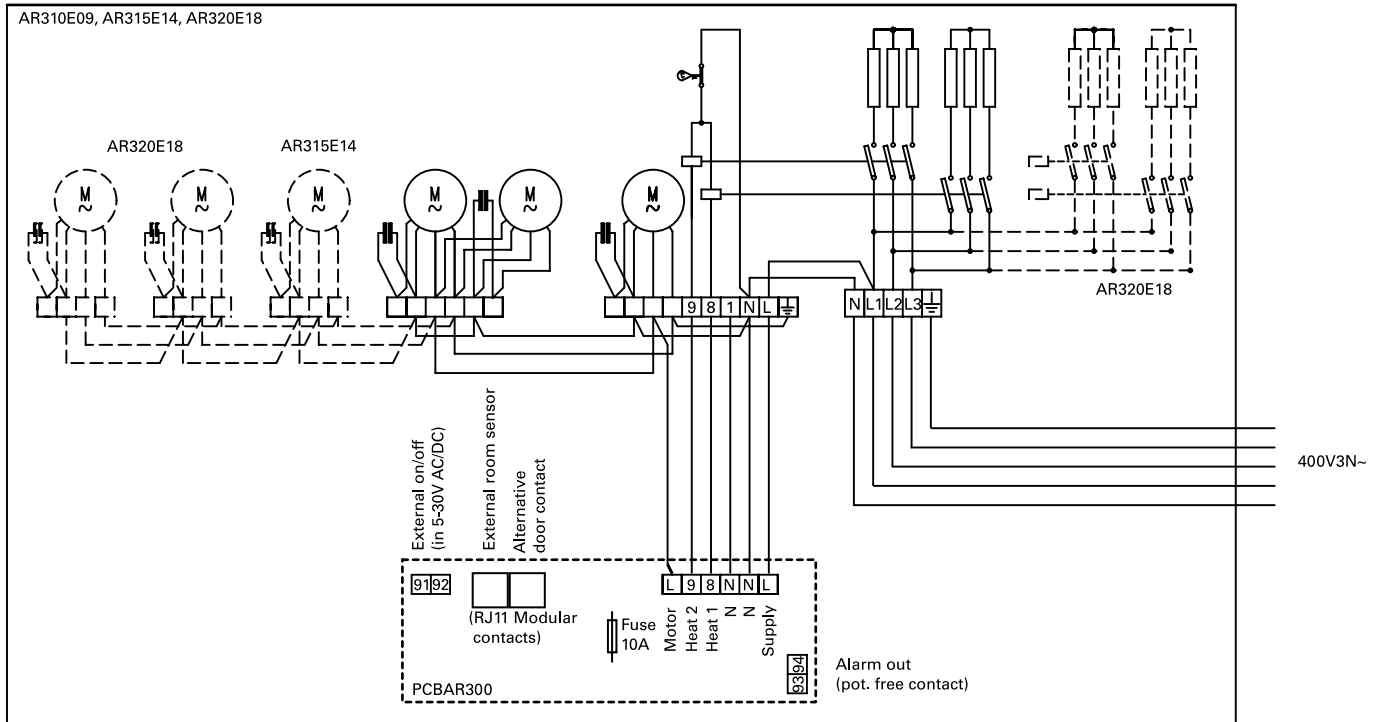 AR310E09, AR315E14, AR320E18
AR320E18
AR315E14
M
~
M
~
M
~
M
~
M
~
M
~
9 8 1 N L
N L1 L2 L3
AR320E18
400V3N~
External on/off
(in 5-30V AC/DC)
External room sensor
Alternative
door contact
91 92
(RJ11 Modular
contacts)
Fuse
10A
L 9 8 N N L
Motor
Heat 2
Heat 1
N
N
Supply
93 94
Alarm out
(pot. free contact)
PCBAR300